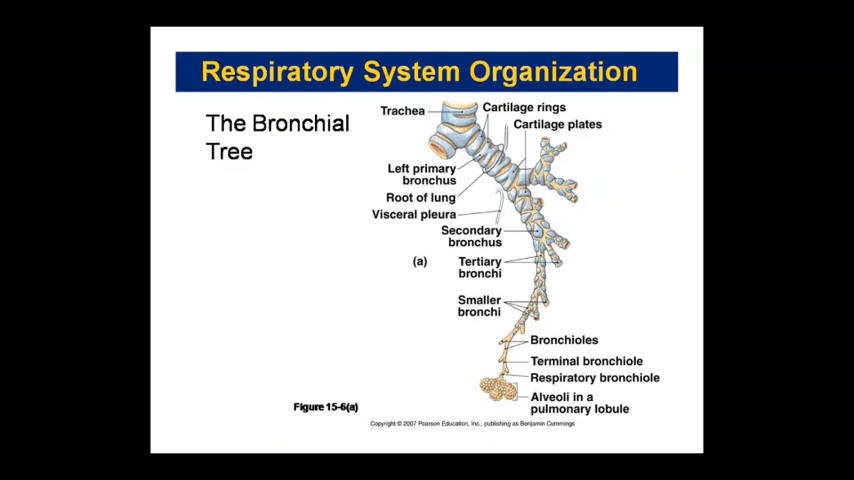 Respiratory System Organization
The Bronchial
Tree
Trachea
Cartilage rings
Cartilage plates
Left primary
bronchus
Root of lung
Visceral pleura
Secondary
bronchus
(a)
Tertiary
bronchi
Smaller
bronchi
Bronchioles
Terminal bronchiole
Respiratory bronchiole
Alveoli in a
pulmonary lobule
Figure 15-6(a)
Copyright © 2007 Pearson Education, Inc., publishing as Benjamin Cummings